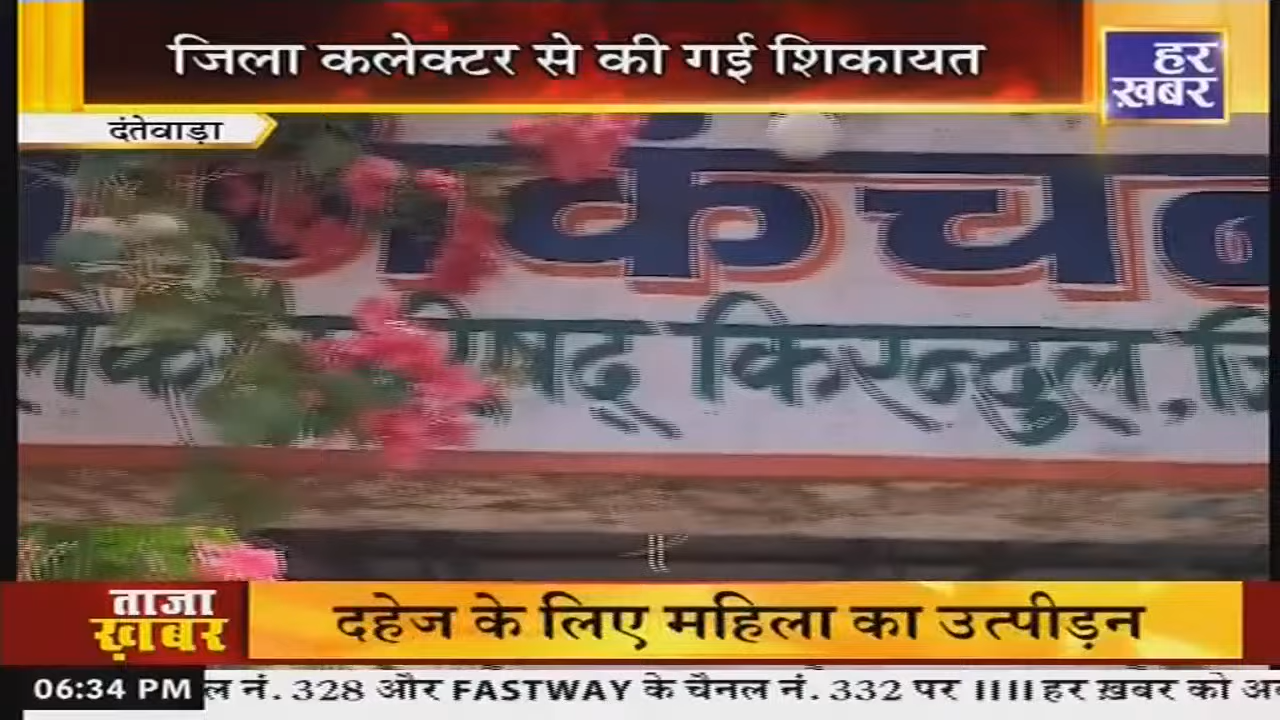 जिला कलेक्टर से की गई शिकायत
हर
ख़बर
दंतेवाड़ा
किरन्दुल,
ताजा
ख़बर
दहेज के लिए महिला का उत्पीड़न
06:34 PM
नं. 328 और FASTWAY के चैनल नं. 332 पर IIII हर ख़बर को